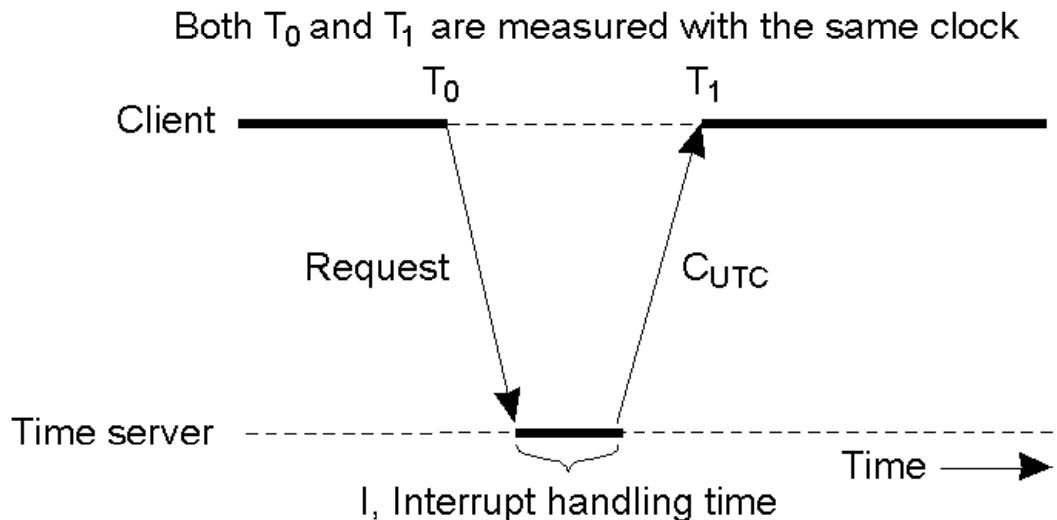 Both T0 and T1 are measured with the same clock
T0
T1
Client
Request
CUTC
Time server
Time
I, Interrupt handling time